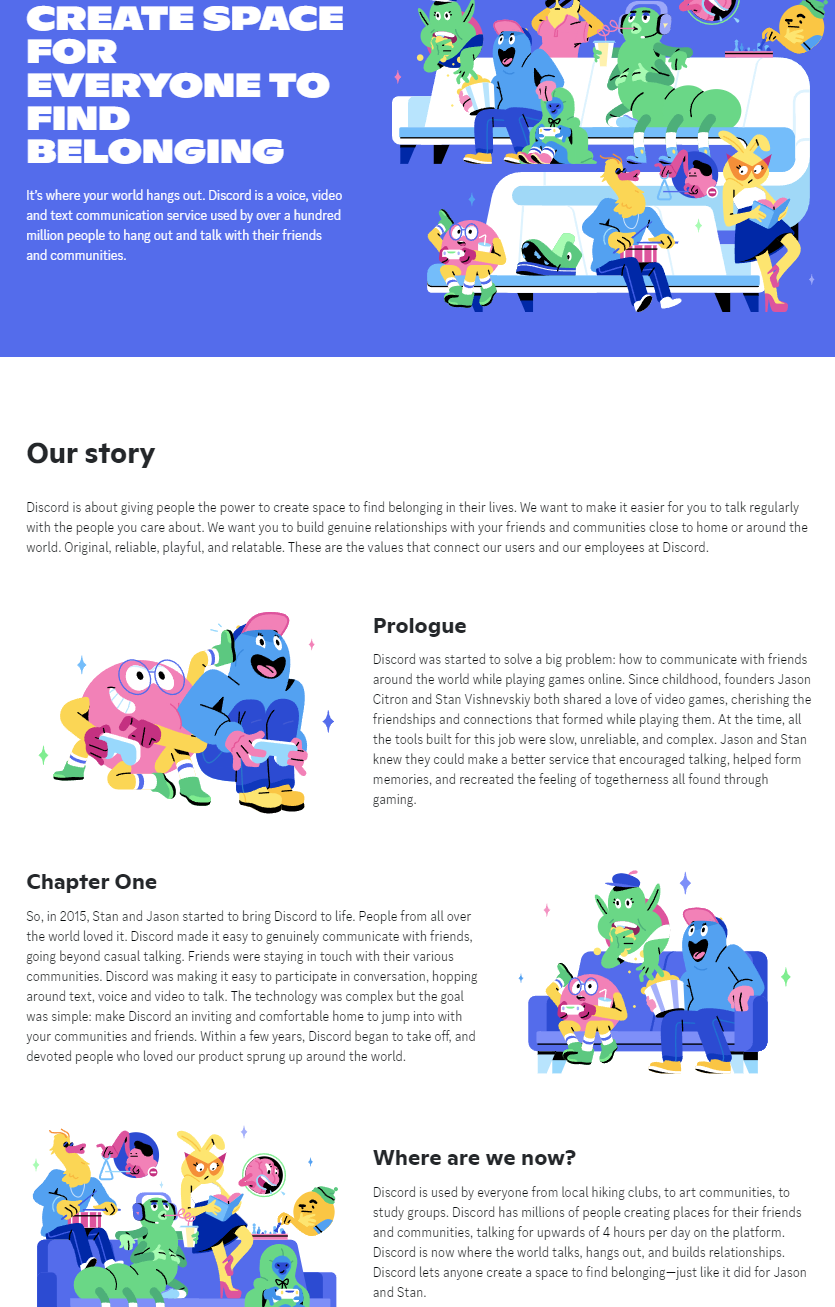 CREATE SPACE
FOR
EVERYONE TO
FIND
BELONGING
It's where your world hangs out. Discord is a voice, video
and text communication service used by over a hundred
million people to hang out and talk with their friends
and communities.
Our story
Discord is about giving people the power to create space to find belonging in their lives. We want to make it easier for you to talk regularly
with the people you care about. We want you to build genuine relationships with your friends and communities close to home or around the
world. Original, reliable, playful, and relatable. These are the values that connect our users and our employees at Discord.
Prologue
Discord was started to solve a big problem: how to communicate with friends
around the world while playing games online. Since childhood, founders Jason
Citron and Stan Vishnevskiy both shared a love of video games, cherishing the
friendships and connections that formed while playing them. At the time, all
the tools built for this job were slow, unreliable, and complex. Jason and Stan
knew they could make a better service that encouraged talking, helped form
memories, and recreated the feeling of togetherness all found through
gaming.
Chapter One
So, in 2015, Stan and Jason started to bring Discord to life. People from all over
the world loved it. Discord made it easy to genuinely communicate with friends,
going beyond casual talking. Friends were staying in touch with their various
communities. Discord was making it easy to participate in conversation, hopping
around text, voice and video to talk. The technology was complex but the goal
was simple: make Discord an inviting and comfortable home to jump into with
your communities and friends. Within a few years, Discord began to take off, and
devoted people who loved our product sprung up around the world.
Where are we now?
Discord is used by everyone from local hiking clubs, to art communities, to
study groups. Discord has millions of people creating places for their friends
and communities, talking for upwards of 4 hours per day on the platform.
Discord is now where the world talks, hangs out, and builds relationships.
Discord lets anyone create a space to find belonging—just like it did for Jason
and Stan.